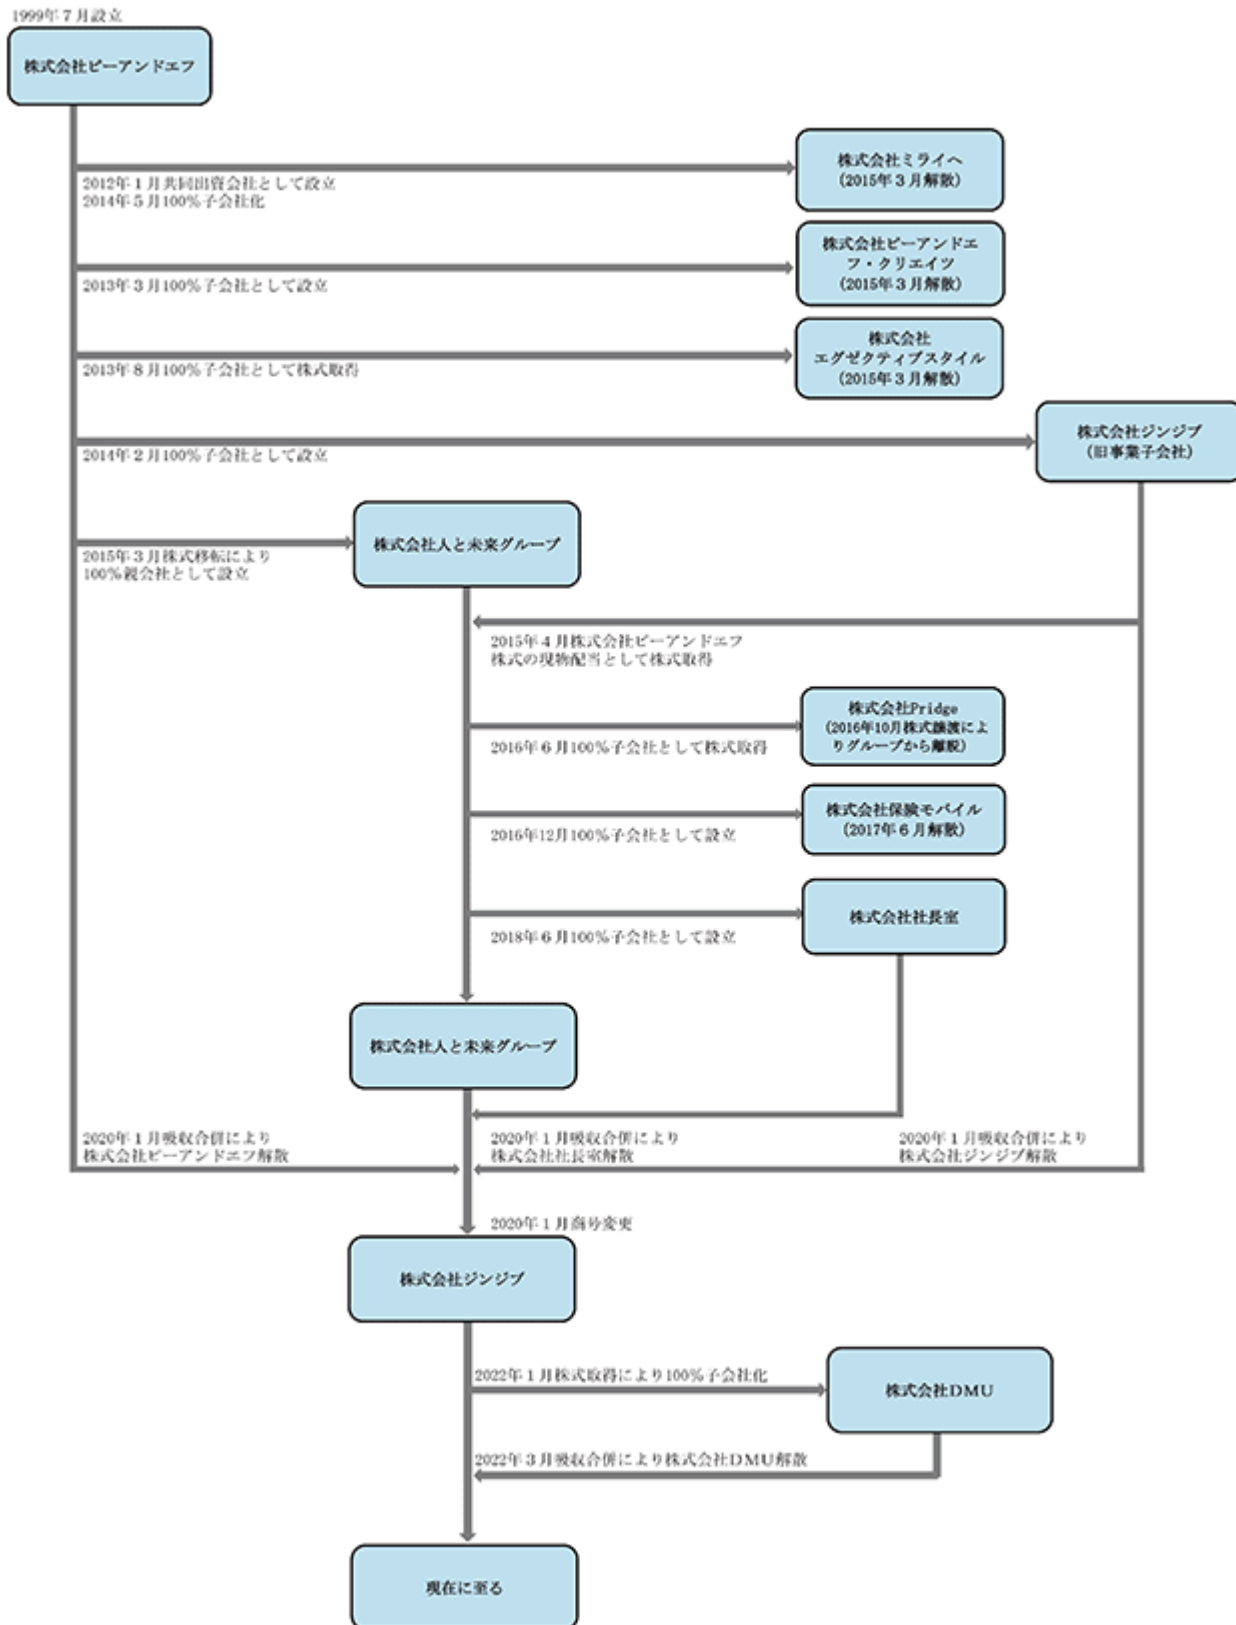 1999年7月設立
株式会社ピーアンドエフ
株式会社ミライへ
(2015年3月解散)
2012年1月共同出資会社として設立
2014年5月100%子会社化
株式会社ピーアンドエ
フ・クリエイツ
(2015年3月解散)
2013年3月100%子会社として設立
株式会社
エグゼクティブスタイル
(2015年3月解散)
2013年8月100%子会社として株式取得
株式会社ジンジブ
(旧事業子会社)
2014年2月100%子会社として設立
株式会社人と未来グループ
2015年3月株式移転により
100%親会社として設立
2015年4月株式会社ピーアンドエフ
株式の現物配当として株式取得
株式会社Pridge
(2016年10月株式譲渡によ
りグループから離脱)
2016年6月100%子会社として株式取得
株式会社保険モバイル
(2017年6月解散)
2016年12月100%子会社として設立
株式会社社長室
2018年6月100%子会社として設立
株式会社人と未来グループ
2020年1月吸収合併により
株式会社ピーアンドエフ解散
2020年1月吸収合併により
株式会社社長室解散
2020年1月吸収合併により
株式会社ジンジブ解散
2020年1月商号変更
株式会社ジンジブ
2022年1月株式取得により100%子会社化
株式会社DMU
2022年3月吸収合併により株式会社DMU解散
現在に至る